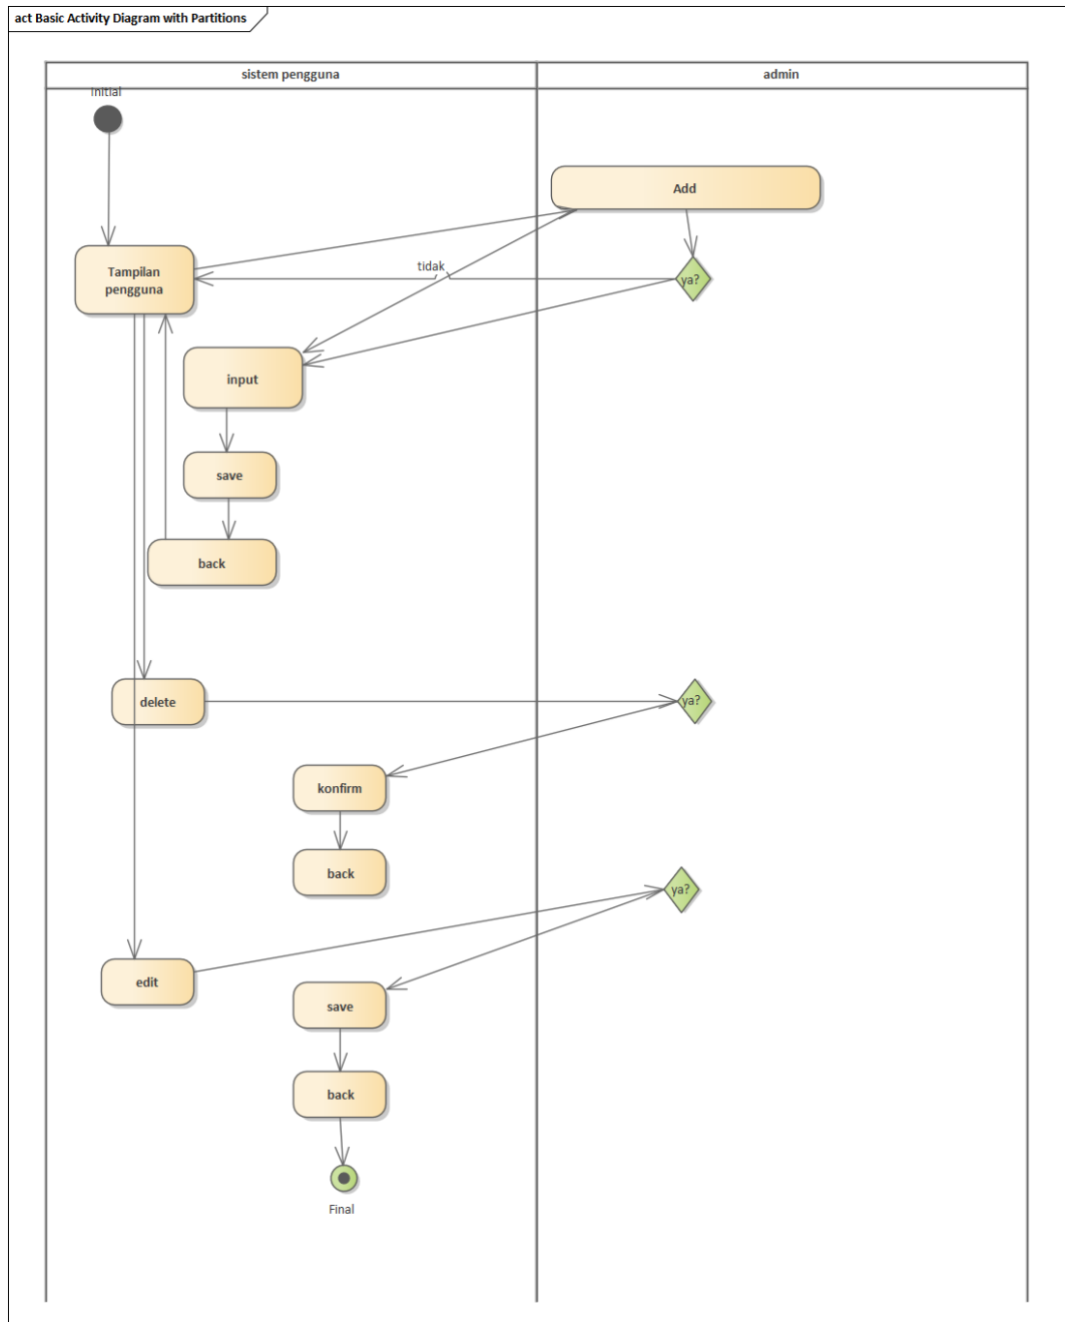 act Basic Activity Diagram with Partitions
sistem pengguna
admin
Initial
Add
Tampilan
pengguna
tidak
ya?
input
save
back
delete
ya?
konfirm
back
ya?
edit
save
back
Final